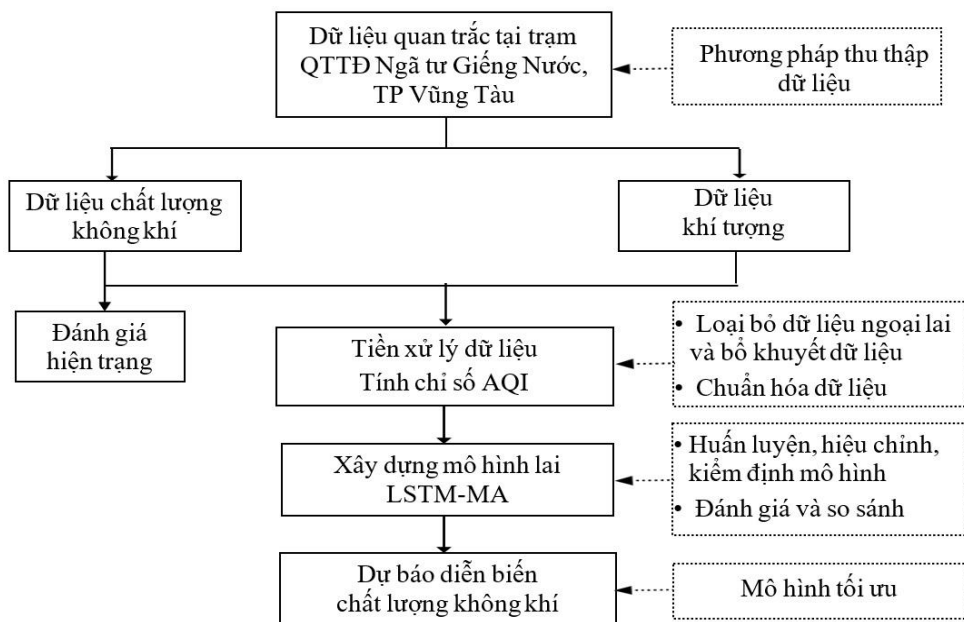 Dữ liệu quan trắc tại trạm
QTTĐ Ngã tư Giếng Nước,
TP Vũng Tàu
Phương pháp thu thập
dữ liệu
Dữ liệu chất lượng
không khí
Dữ liệu
khí tượng
Đánh giá
hiện trạng
Tiền xử lý dữ liệu
Tính chỉ số AQI
• Loại bỏ dữ liệu ngoại lai
và bổ khuyết dữ liệu
• Chuẩn hóa dữ liệu
Xây dựng mô hình lai
LSTM-MA
• Huấn luyện, hiệu chỉnh,
kiểm định mô hình
• Đánh giá và so sánh
Dự báo diễn biến
chất lượng không khí
Mô hình tối ưu